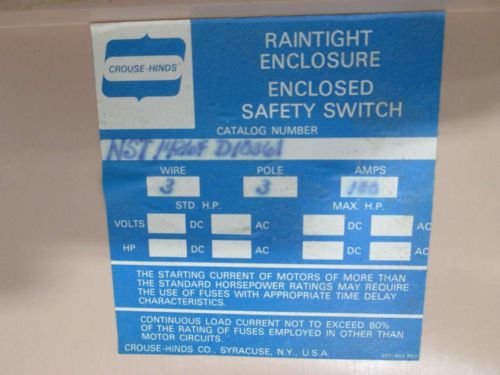 CROUSE-HINDS
RAINTIGHT
ENCLOSURE
ENCLOSED
SAFETY SWITCH
CATALOG NUMBER
NST D10361
WIRE POLE AMPS
3 3 100
STD. H.P. MAX. H.P.
VOLTS DC AC DC AC
HP DC AC DC AC
THE STARTING CURRENT OF MOTORS OF MORE THAN
THE STANDARD HORSEPOWER RATINGS MAY REQUIRE
THE USE OF FUSES WITH APPROPRIATE TIME DELAY
CHARACTERISTICS.
CONTINUOUS LOAD CURRENT NOT TO EXCEED 80%
OF THE RATING OF FUSES EMPLOYED IN OTHER THAN
MOTOR CIRCUITS.
CROUSE-HINDS CO., SYRACUSE, N.Y., U.S.A.